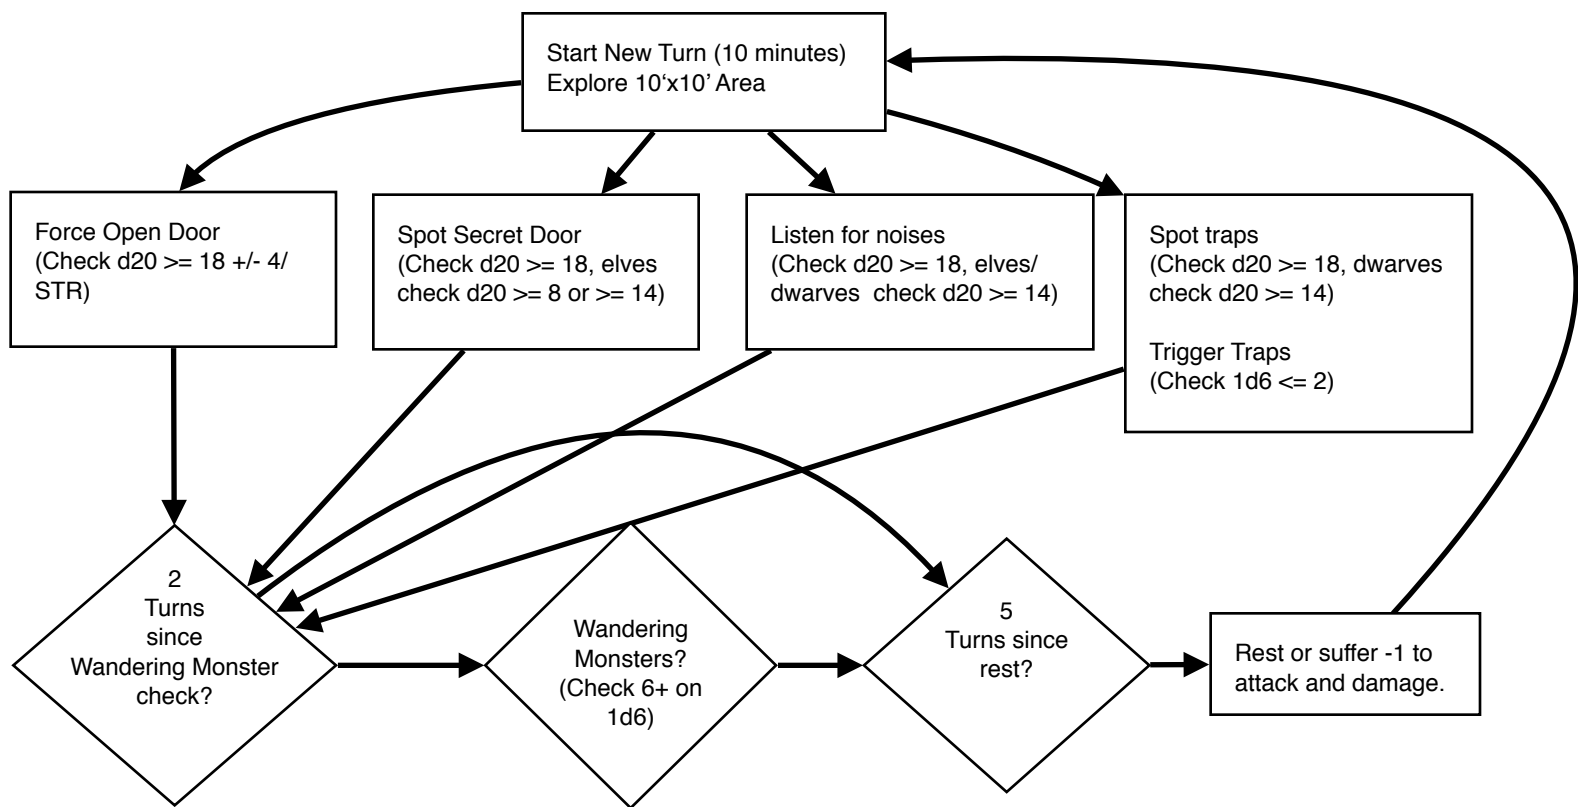 Start New Turn (10 minutes)
Explore 10‘x10’ Area
Force Open Door
(Check d20 >= 18 +/- 4/
STR)
Spot Secret Door
(Check d20 >= 18, elves
check d20 >= 8 or >= 14)
Listen for noises
(Check d20 >= 18, elves/
dwarves  check d20 >= 14)
Spot traps
(Check d20 >= 18, dwarves
check d20 >= 14)
Trigger Traps
(Check 1d6 <= 2)
2
Turns
since
Wandering Monster
check?
Wandering
Monsters?
(Check 6+ on
1d6)
5
Turns since
rest?
Rest or suffer -1 to
attack and damage.